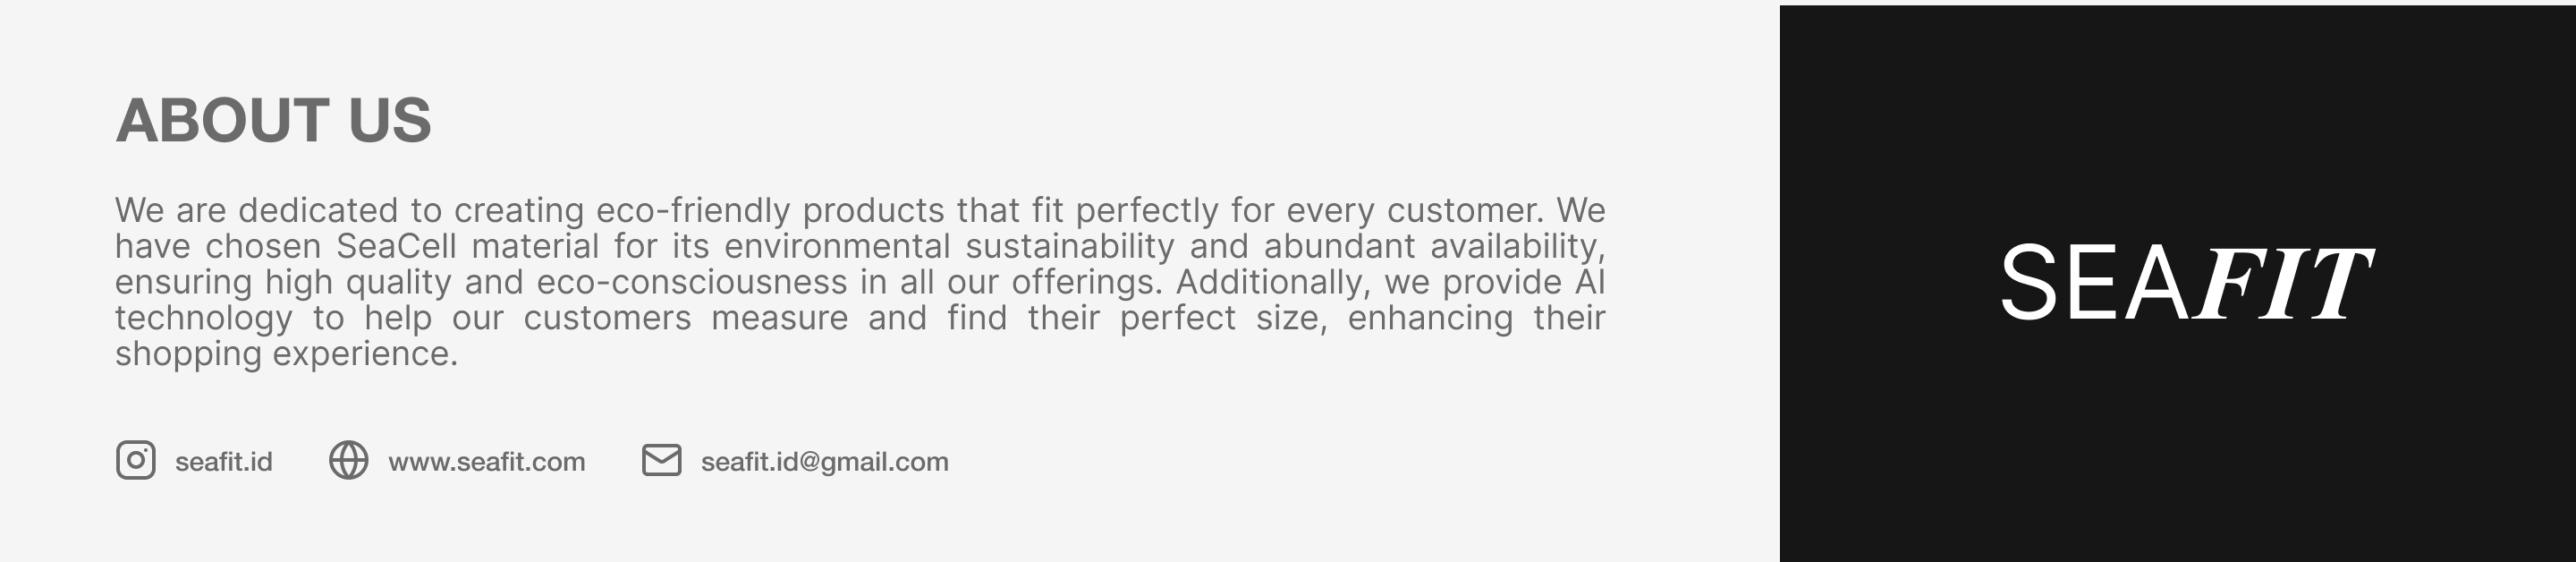 ABOUT US
We are dedicated to creating eco-friendly products that fit perfectly for every customer. We
have chosen SeaCell material for its environmental sustainability and abundant availability,
ensuring high quality and eco-consciousness in all our offerings. Additionally, we provide AI
technology to help our customers measure and find their perfect size, enhancing their
shopping experience.
seafit.id
www.seafit.com
seafit.id@gmail.com
SEAFIT